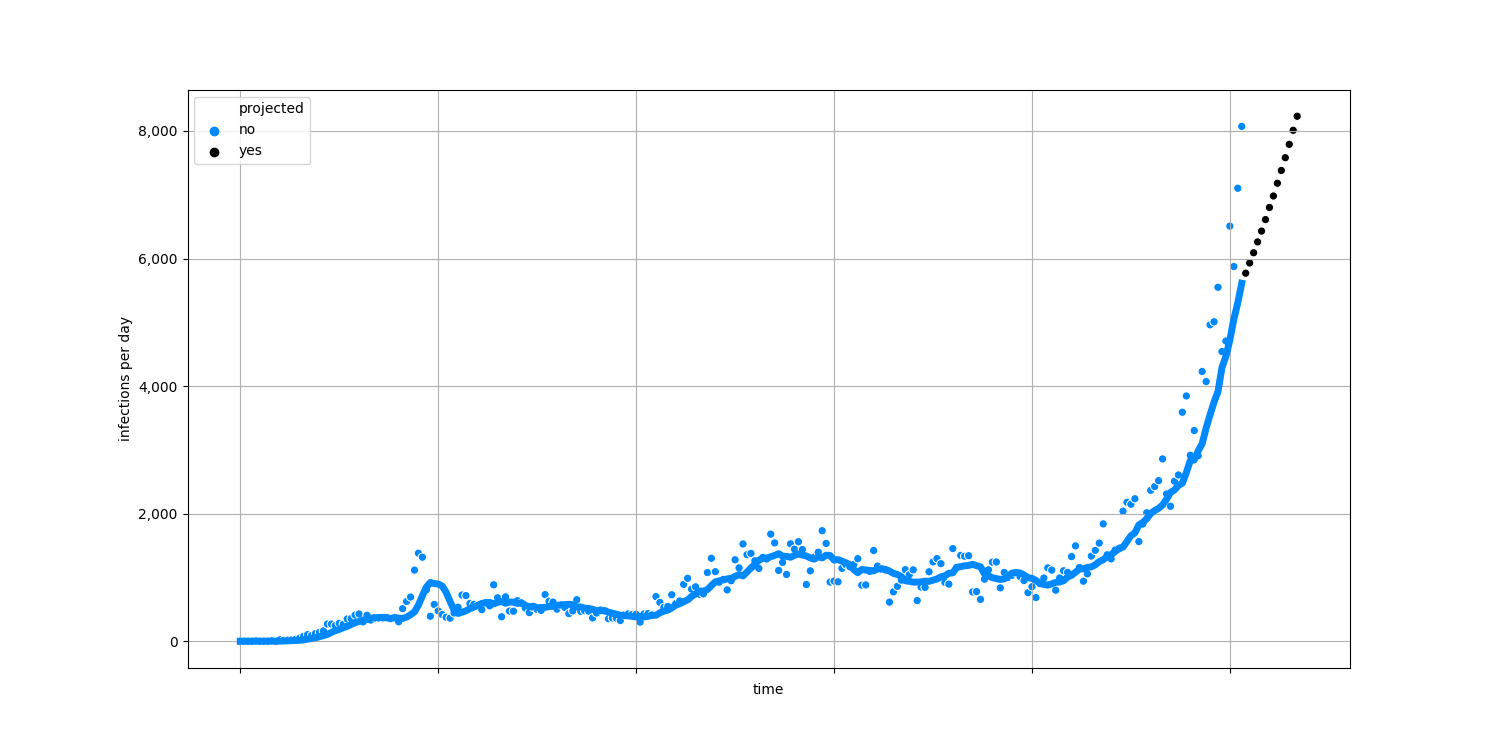 projected
no
yes
8,000
6,000
4,000
2,000
0
infections per day
time